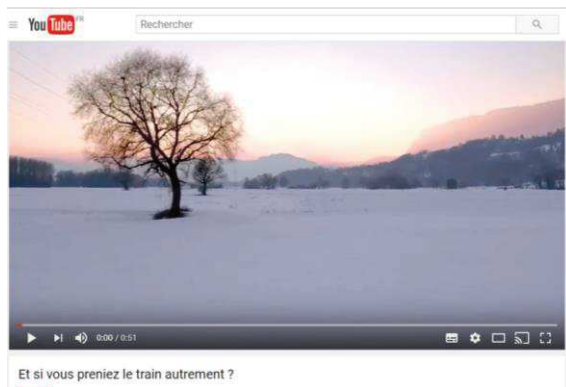 YouTube FR
Rechercher
0:00 / 0:51
Et si vous preniez le train autrement ?